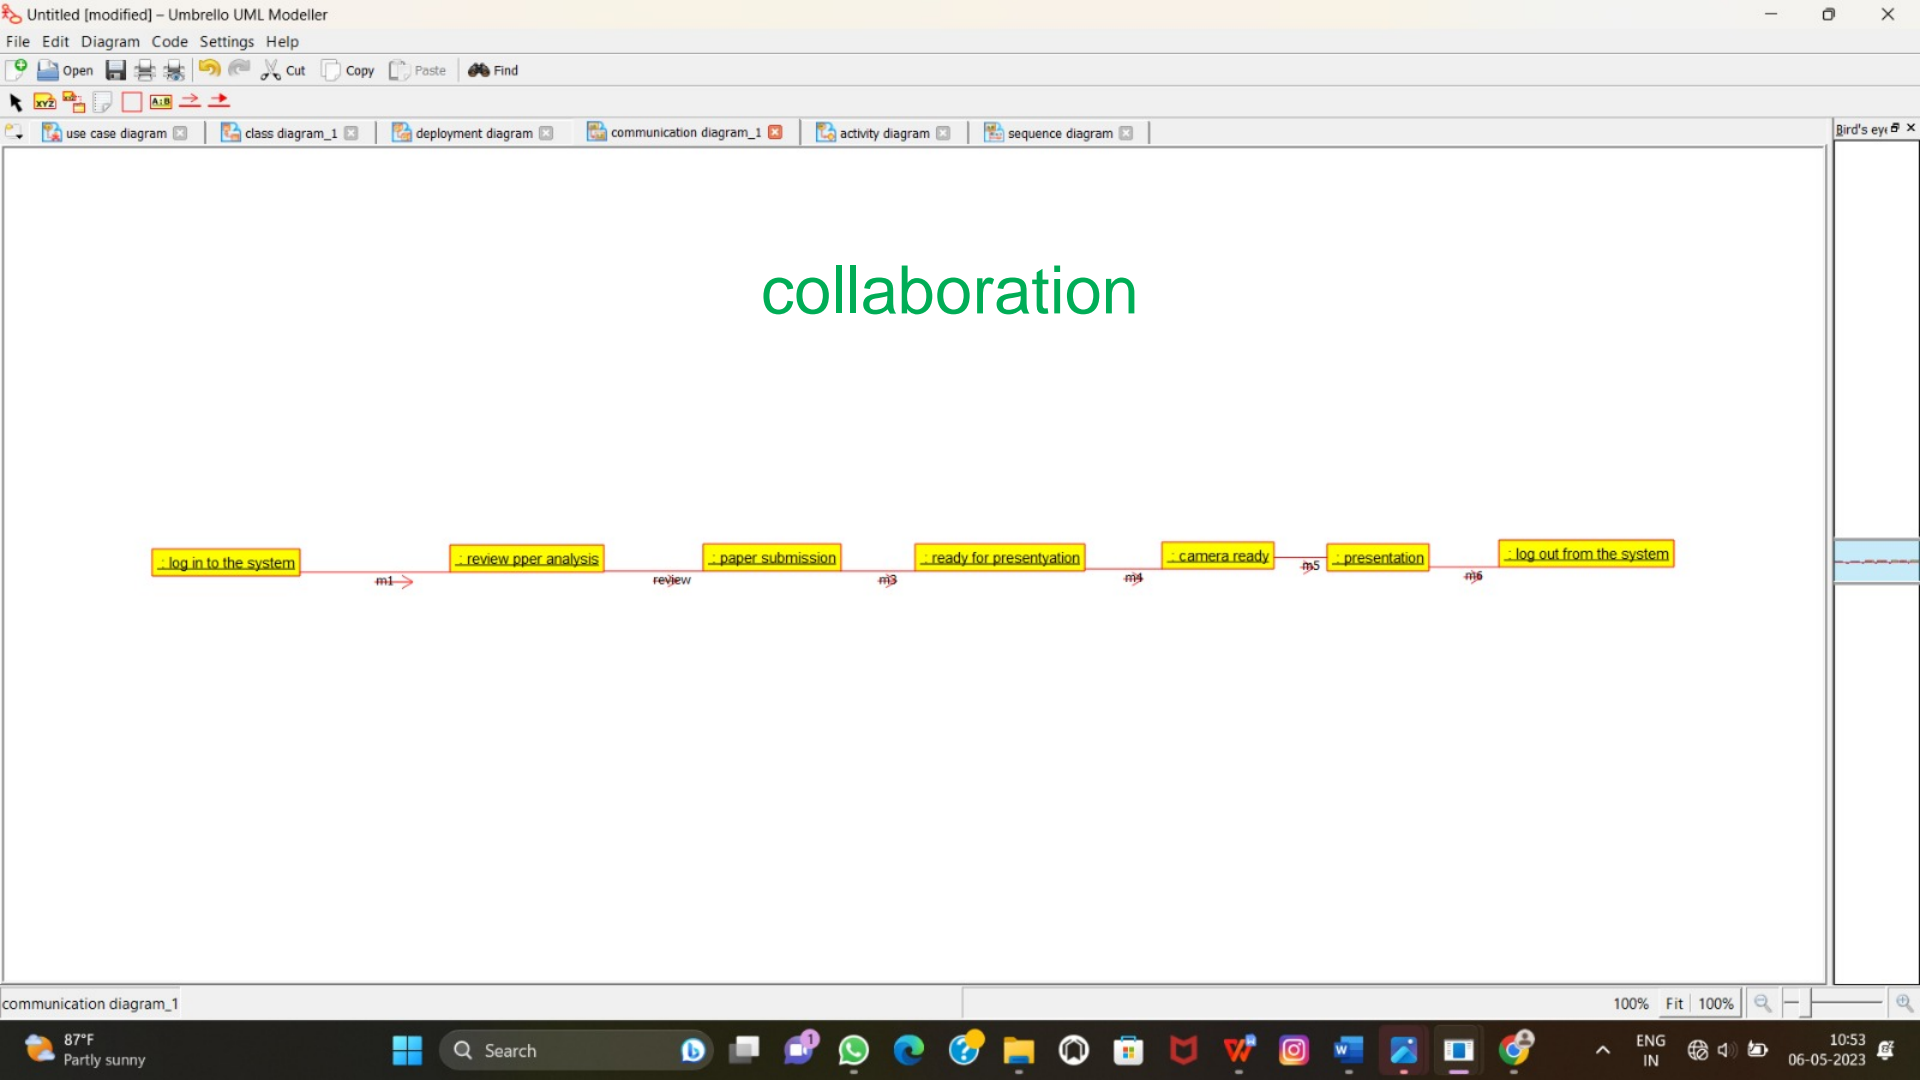 Untitled [modified] – Umbrello UML Modeller
File Edit Diagram Code Settings Help
Open Cut Copy Paste Find
XYZ A:B
use case diagram class diagram_1 deployment diagram communication diagram_1 activity diagram sequence diagram
Bird's eye
collaboration
: log in to the system : review pper analysis : paper submission : ready for presentyation : camera ready : presentation : log out from the system
m1 review m3 m4 m5 m6
communication diagram_1 100% Fit 100%
87°F
Partly sunny
Search
1
ENG
IN
10:53
06-05-2023